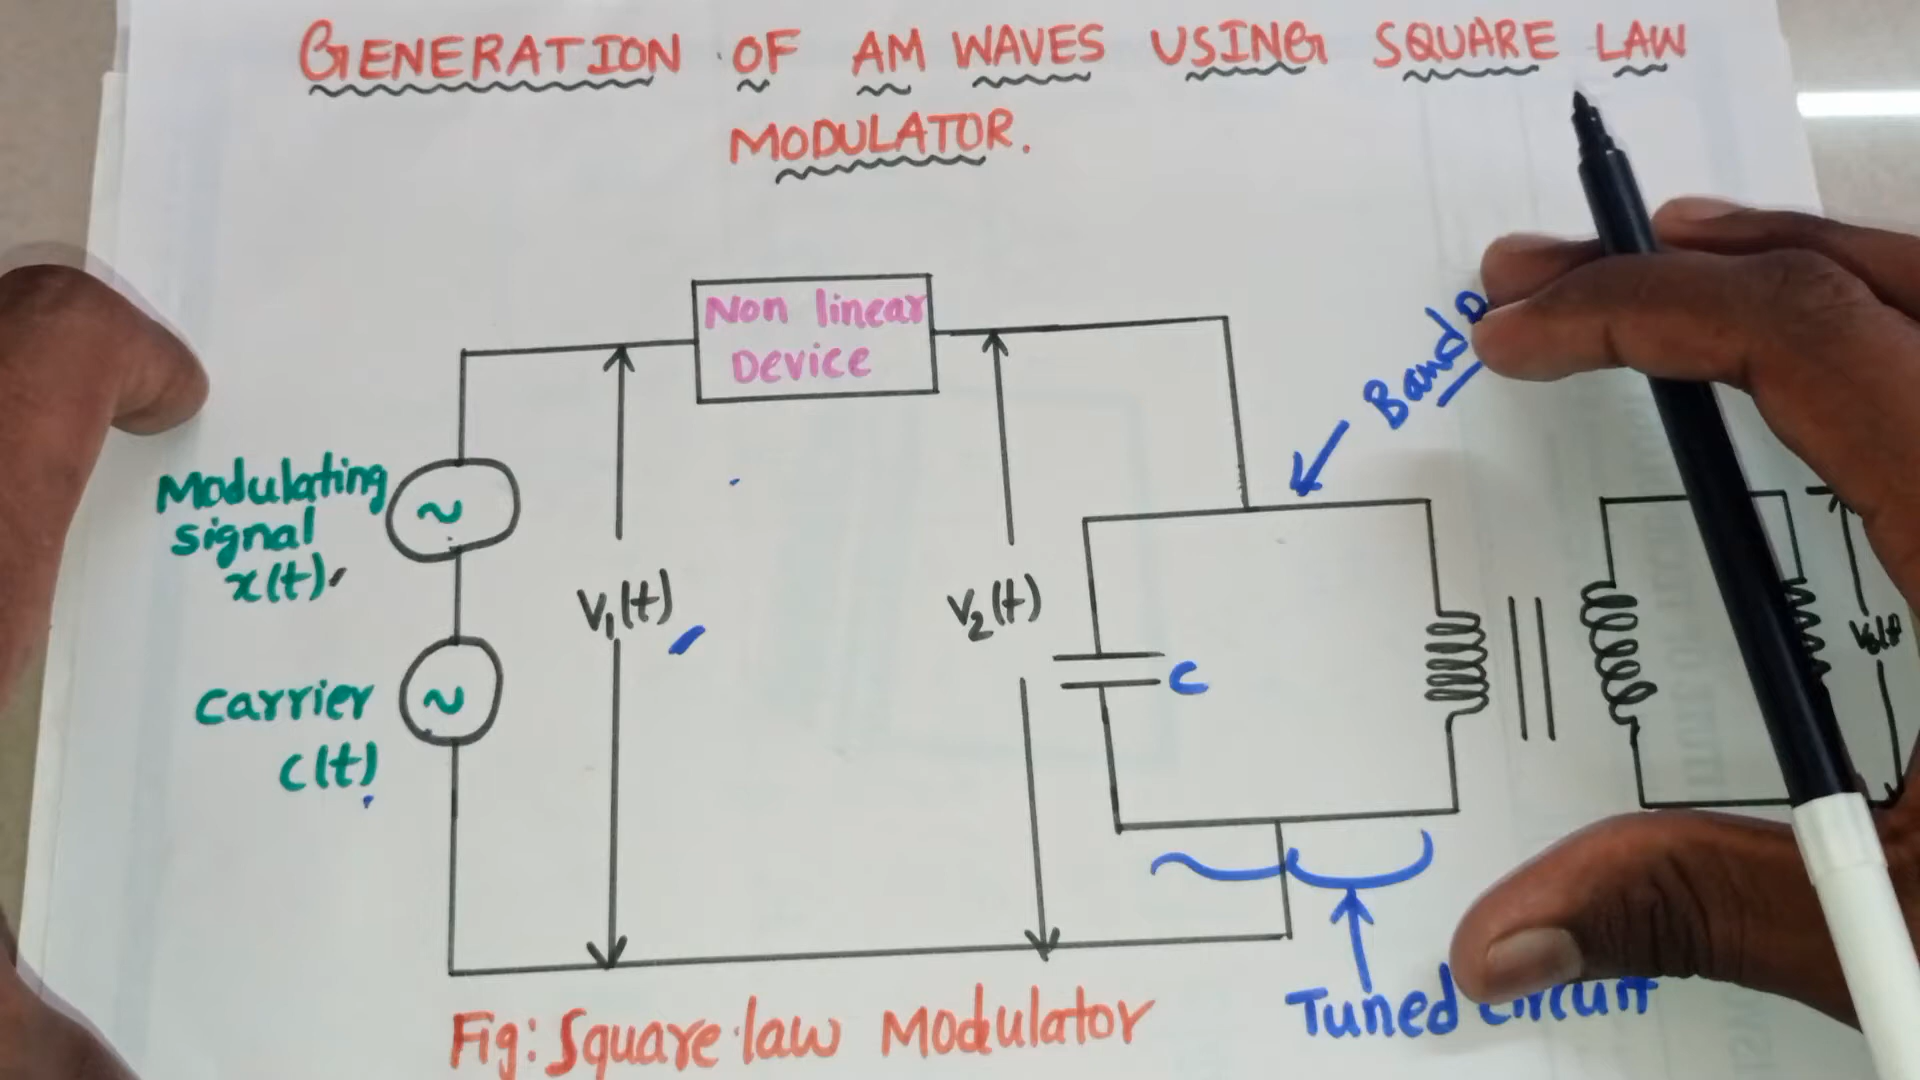 GENERATION OF AM WAVES USING SQUARE LAW
MODULATOR.
Non linear
DEVICE
Modulating
signal
x(t)
Carrier
c(t)
V₁(t)
V₂(t)
C
Tuned circuit
Fig: Square law Modulator